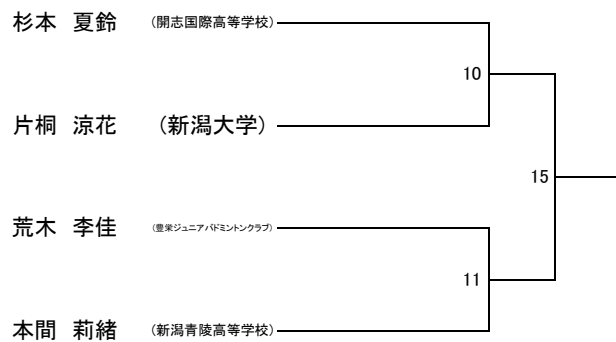 杉本 夏鈴 (開志国際高等学校)
10
片桐 涼花 (新潟大学)
15
荒木 李佳 (豊栄ジュニアバドミントンクラブ)
11
本間 莉緒 (新潟青陵高等学校)